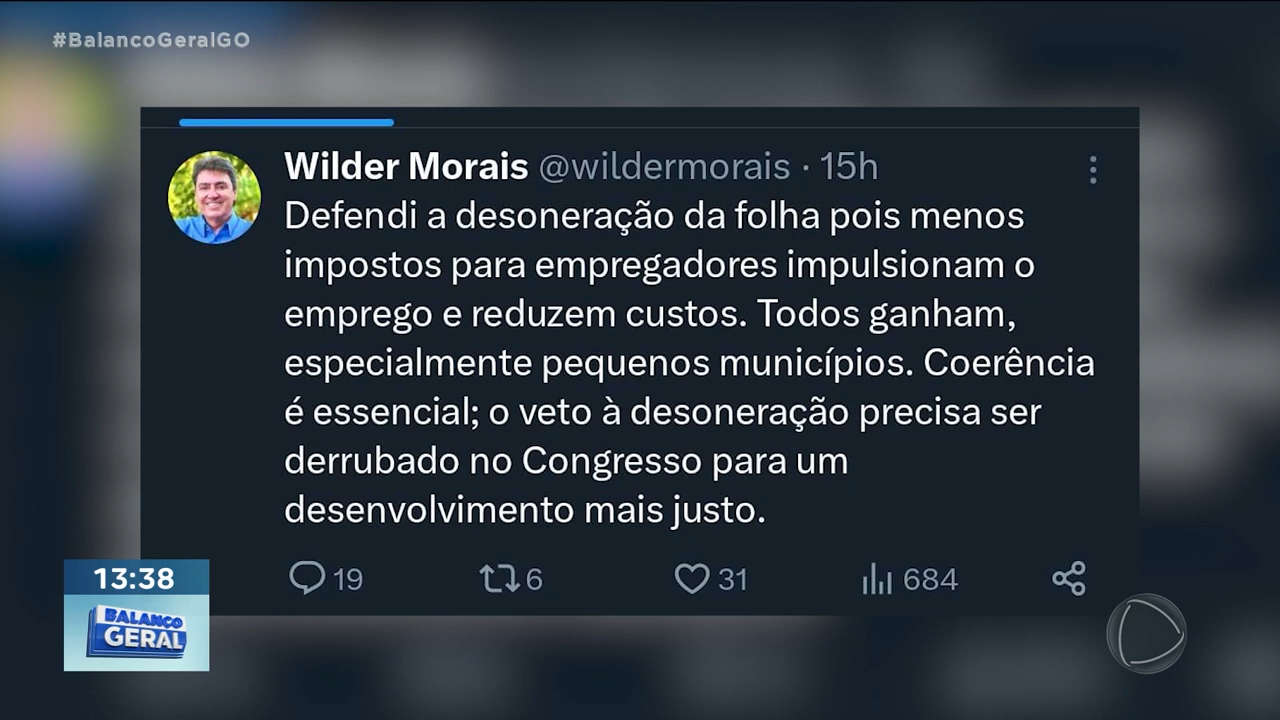 #BalancoGeralGO
Wilder Morais @wildermorais · 15h
Defendi a desoneração da folha pois menos
impostos para empregadores impulsionam o
emprego e reduzem custos. Todos ganham,
especialmente pequenos municípios. Coerência
é essencial; o veto à desoneração precisa ser
derrubado no Congresso para um
desenvolvimento mais justo.
19 6 31 684
13:38
BALANÇO
GERAL